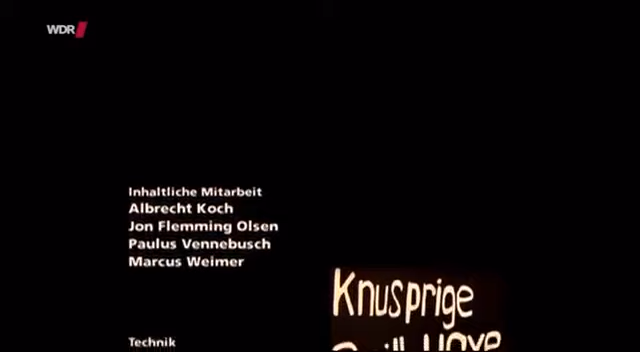 WDR
Inhaltliche Mitarbeit
Albrecht Koch
Jon Flemming Olsen
Paulus Vennebusch
Marcus Weimer
Knusprige
Technik